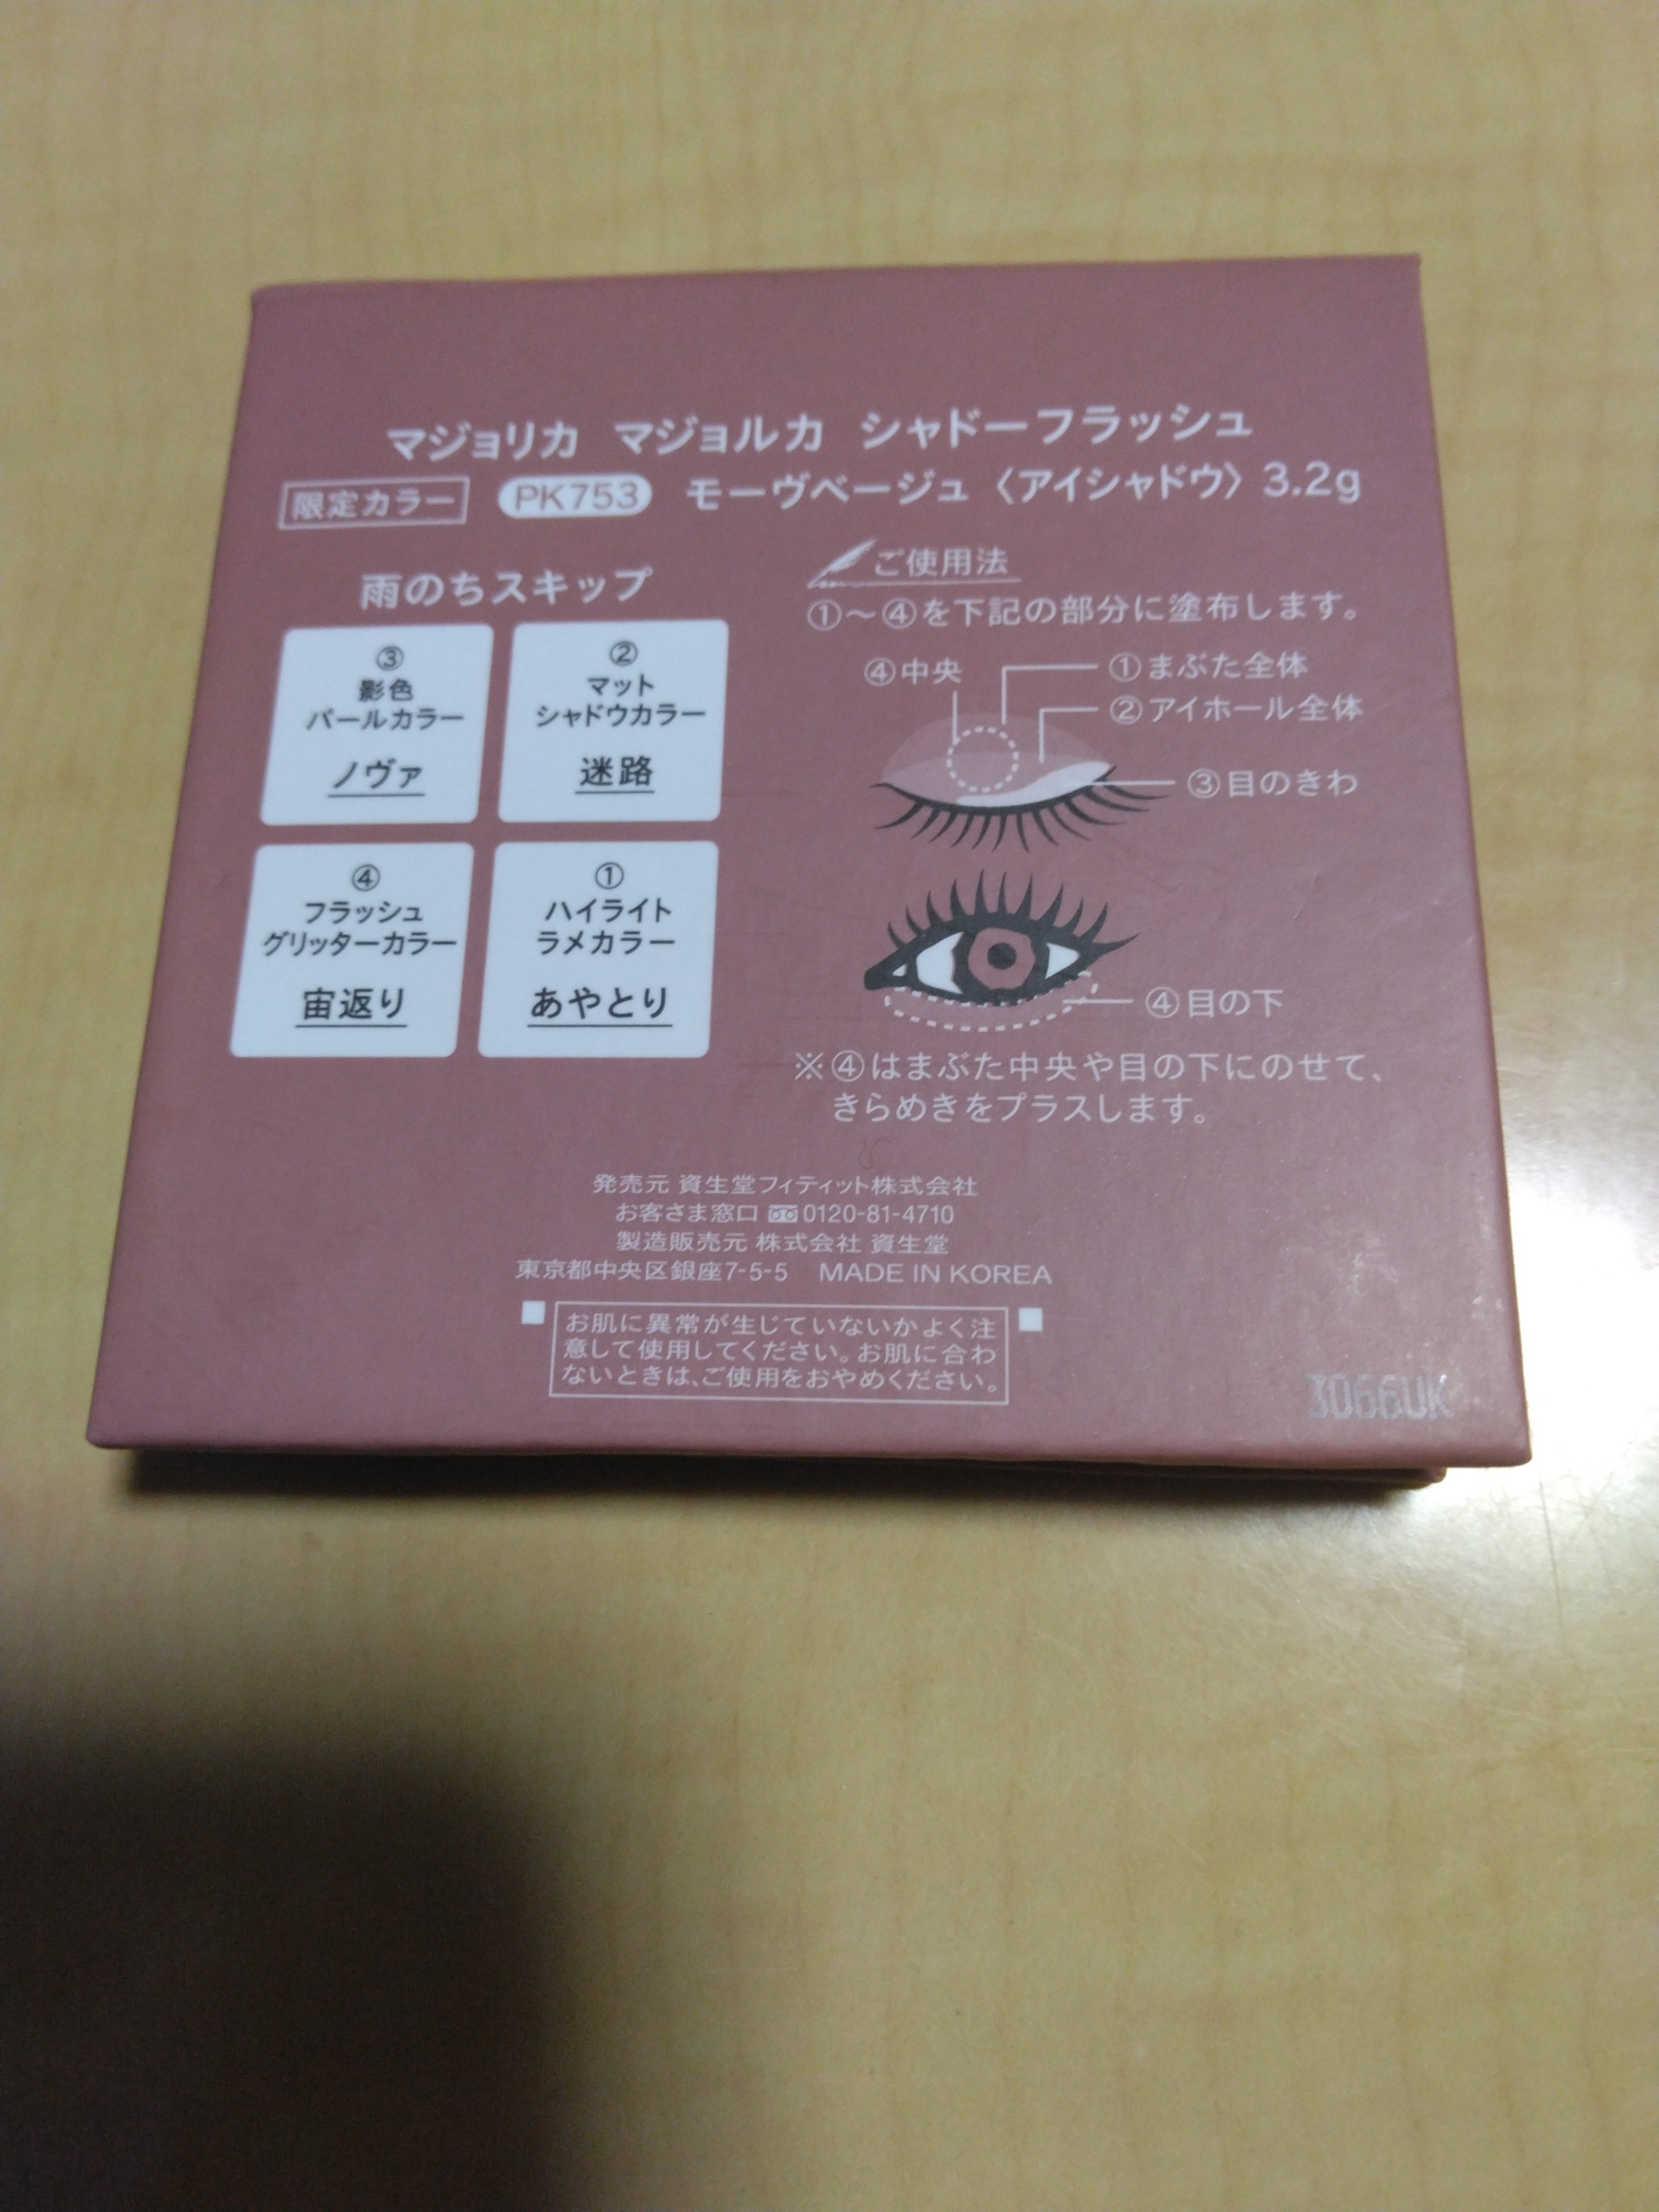 マジョリカ マジョルカ シャドーフラッシュ
限定カラー PK753 モーヴベージュ〈アイシャドウ〉3.2g
雨のちスキップ
③
影色
パールカラー
ノヴァ
②
マット
シャドウカラー
迷路
④
フラッシュ
グリッターカラー
宙返り
①
ハイライト
ラメカラー
あやとり
ご使用法
①～④を下記の部分に塗布します。
④中央
①まぶた全体
②アイホール全体
③目のきわ
④目の下
※④はまぶた中央や目の下にのせて、
きらめきをプラスします。
発売元 資生堂フィティット株式会社
お客さま窓口 0120-81-4710
製造販売元 株式会社 資生堂
東京都中央区銀座7-5-5 MADE IN KOREA
お肌に異常が生じていないかよく注
意して使用してください。お肌に合わ
ないときは、ご使用をおやめください。
3066UK